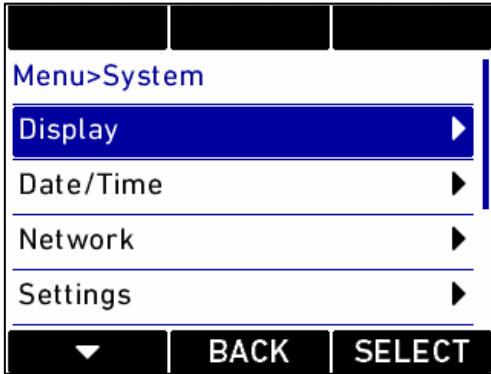 Menu>System
Display
Date/Time
Network
Settings
BACK SELECT